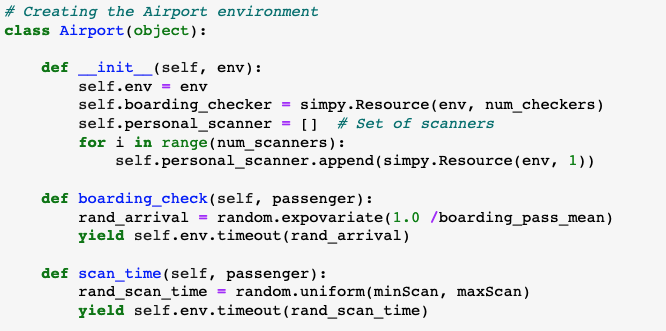 # Creating the Airport environment
class Airport(object):
    def __init__(self, env):
        self.env = env
        self.boarding_checker = simpy.Resource(env, num_checkers)
        self.personal_scanner = []  # Set of scanners
        for i in range(num_scanners):
            self.personal_scanner.append(simpy.Resource(env, 1))
    def boarding_check(self, passenger):
        rand_arrival = random.expovariate(1.0 /boarding_pass_mean)
        yield self.env.timeout(rand_arrival)
    def scan_time(self, passenger):
        rand_scan_time = random.uniform(minScan, maxScan)
        yield self.env.timeout(rand_scan_time)